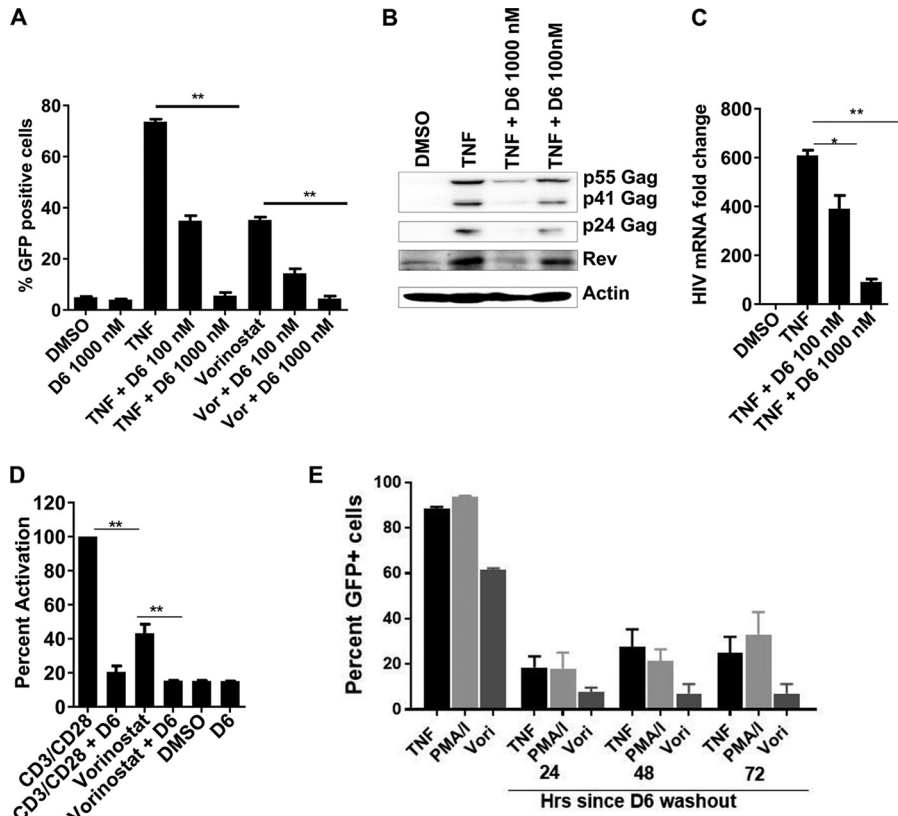 A
% GFP positive cells
80
60
40
20
0
**
**
DMSO
D6 1000 nM
TNF
TNF + D6 100 nM
TNF + D6 1000 nM
Vorinostat
Vor + D6 100 nM
Vor + D6 1000 nM
B
DMSO
TNF
TNF + D6 1000 nM
TNF + D6 100nM
p55 Gag
p41 Gag
p24 Gag
Rev
Actin
C
HIV mRNA fold change
800
600
400
200
0
**
*
DMSO
TNF
TNF + D6 100 nM
TNF + D6 1000 nM
D
Percent Activation
120
100
80
60
40
20
0
**
**
CD3/CD28
CD3/CD28 + D6
Vorinostat
Vorinostat + D6
DMSO
D6
E
Percent GFP+ cells
100
80
60
40
20
0
TNF
PMA/I
Vori
TNF
PMA/I
Vori
TNF
PMA/I
Vori
TNF
PMA/I
Vori
24
48
72
Hrs since D6 washout